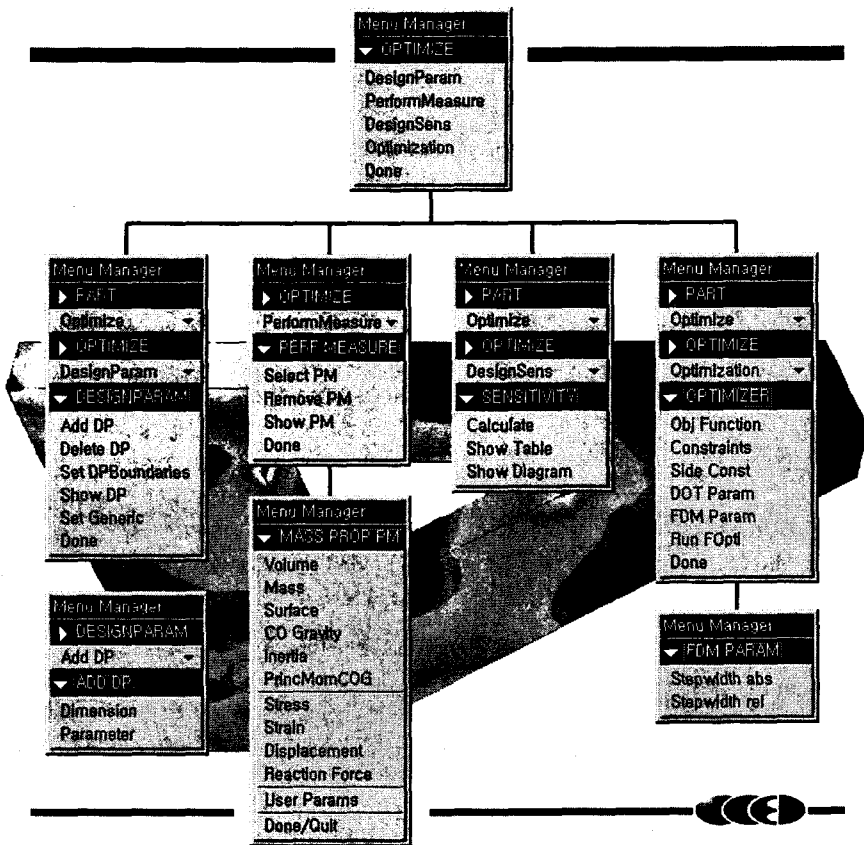 Menu Manager
OPTIMIZE
DesignParam
PerformMeasure
DesignSens
Optimization
Done
Menu Manager
PART
Optimize
OPTIMIZE
DesignParam
DESIGNPARAM
Add DP
Delete DP
Set DPBoundaries
Show DP
Set Generic
Done
Menu Manager
DESIGNPARAM
Add DP
ADD DP
Dimension
Parameter
Menu Manager
OPTIMIZE
PerformMeasure
PERF.MEASURE
Select PM
Remove PM
Show PM
Done
Menu Manager
MASS PROP PM
Volume
Mass
Surface
CO Gravity
Inertia
PrincMomCOG
Stress
Strain
Displacement
Reaction Force
User Params
Done/Quit
Menu Manager
PART
Optimize
OPTIMIZE
DesignSens
SENSITIVITY
Calculate
Show Table
Show Diagram
Menu Manager
PART
Optimize
OPTIMIZE
Optimization
OPTIMIZER
Obj Function
Constraints
Side Const
DOT Param
FDM Param
Run FOpti
Done
Menu Manager
FDM PARAM
Stepwidth abs
Stepwidth rel